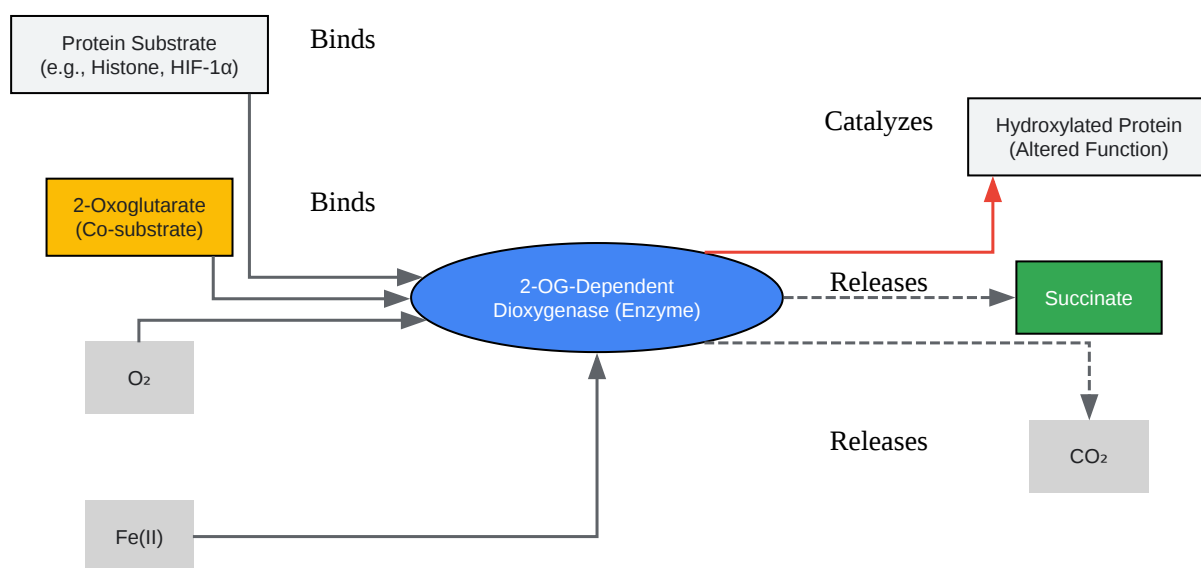 Protein Substrate
(e.g., Histone, HIF-1α)
Binds
Catalyzes
Hydroxylated Protein
(Altered Function)
2-Oxoglutarate
(Co-substrate)
Binds
2-OG-Dependent
Dioxygenase (Enzyme)
Releases
Succinate
O₂
Releases
CO₂
Fe(II)